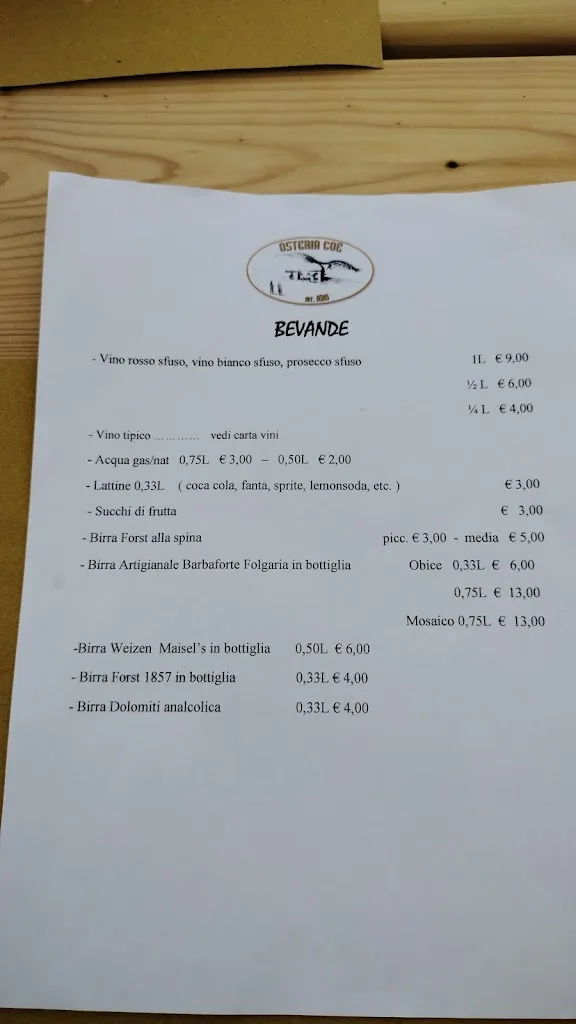 OSTERIA COE
MT. 1616
BEVANDE
- Vino rosso sfuso, vino bianco sfuso, prosecco sfuso 1L € 9,00
½ L € 6,00
¼ L € 4,00
- Vino tipico ………… vedi carta vini
- Acqua gas/nat 0,75L € 3,00 – 0,50L € 2,00
- Lattine 0,33L ( coca cola, fanta, sprite, lemonsoda, etc. ) € 3,00
- Succhi di frutta € 3,00
- Birra Forst alla spina picc. € 3,00 - media € 5,00
- Birra Artigianale Barbaforte Folgaria in bottiglia Obice 0,33L € 6,00
0,75L € 13,00
Mosaico 0,75L € 13,00
-Birra Weizen Maisel's in bottiglia 0,50L € 6,00
- Birra Forst 1857 in bottiglia 0,33L € 4,00
- Birra Dolomiti analcolica 0,33L € 4,00